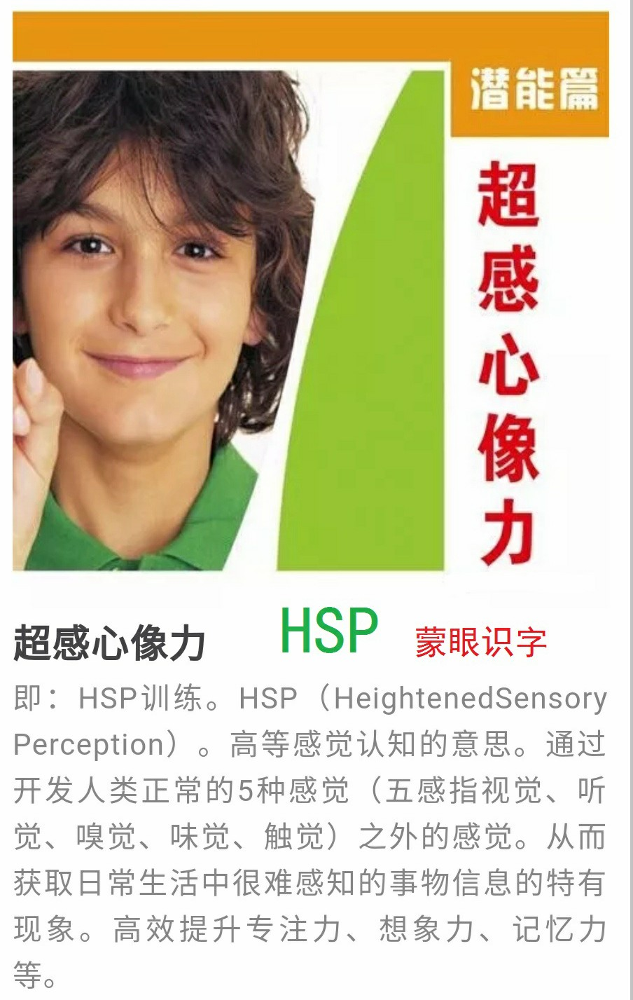 潜能篇
超感心像力
超感心像力 HSP 蒙眼识字
即：HSP训练。HSP（HeightenedSensory
Perception）。高等感觉认知的意思。通过
开发人类正常的5种感觉（五感指视觉、听
觉、嗅觉、味觉、触觉）之外的感觉。从而
获取日常生活中很难感知的事物信息的特有
现象。高效提升专注力、想象力、记忆力
等。